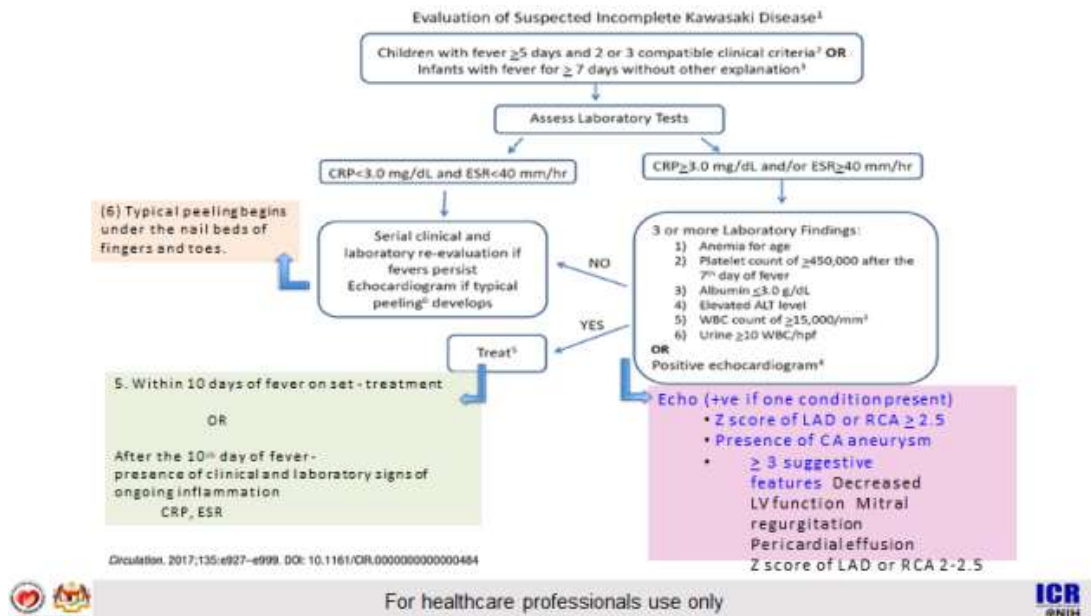 Evaluation of Suspected Incomplete Kawasaki Disease¹
Children with fever ≥5 days and 2 or 3 compatible clinical criteria² OR
Infants with fever for ≥ 7 days without other explanation³
Assess Laboratory Tests
CRP<3.0 mg/dL and ESR<40 mm/hr
CRP≥3.0 mg/dL and/or ESR≥40 mm/hr
(6) Typical peeling begins
under the nail beds of
fingers and toes.
Serial clinical and
laboratory re-evaluation if
fevers persist
Echocardiogram if typical
peeling⁶ develops
NO
3 or more Laboratory Findings:
1) Anemia for age
2) Platelet count of ≥450,000 after the
7th day of fever
3) Albumin ≤3.0 g/dL
4) Elevated ALT level
5) WBC count of ≥15,000/mm³
6) Urine ≥10 WBC/hpf
OR
Positive echocardiogram⁴
YES
Treat⁵
5. Within 10 days of fever on set - treatment
OR
After the 10th day of fever-
presence of clinical and laboratory signs of
ongoing inflammation
CRP, ESR
Echo (+ve if one condition present)
• Z score of LAD or RCA ≥ 2.5
• Presence of CA aneurysm
• ≥ 3 suggestive
features Decreased
LV function Mitral
regurgitation
Pericardial effusion
Z score of LAD or RCA 2-2.5
Circulation. 2017;135:e927–e999. DOI: 10.1161/CIR.0000000000000484
For healthcare professionals use only
ICR
@NIH